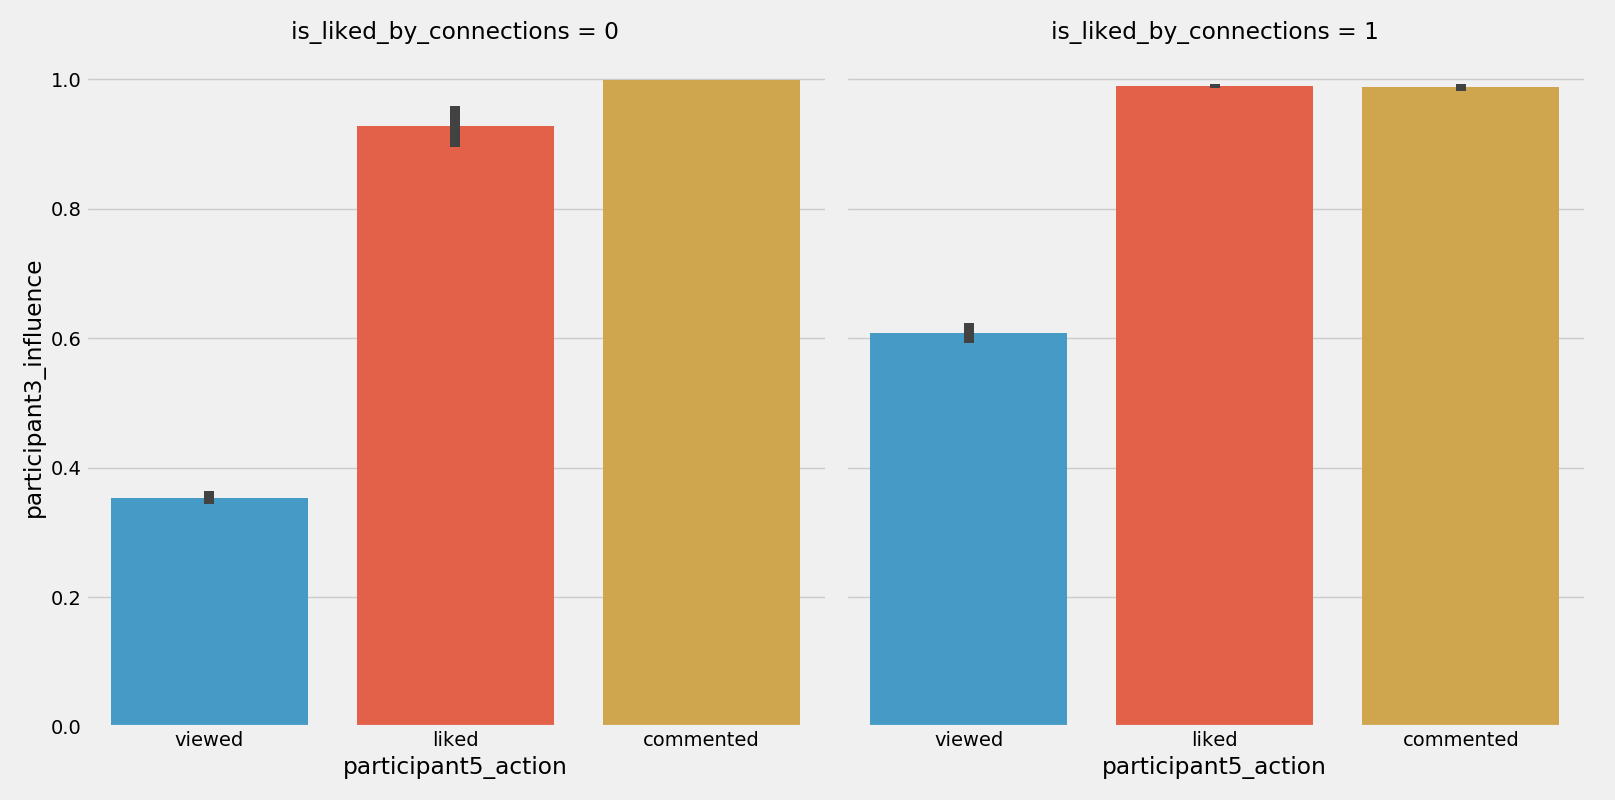 is_liked_by_connections = 0
is_liked_by_connections = 1
participant3_influence
1.0
0.8
0.6
0.4
0.2
0.0
viewed liked commented
viewed liked commented
participant5_action
participant5_action